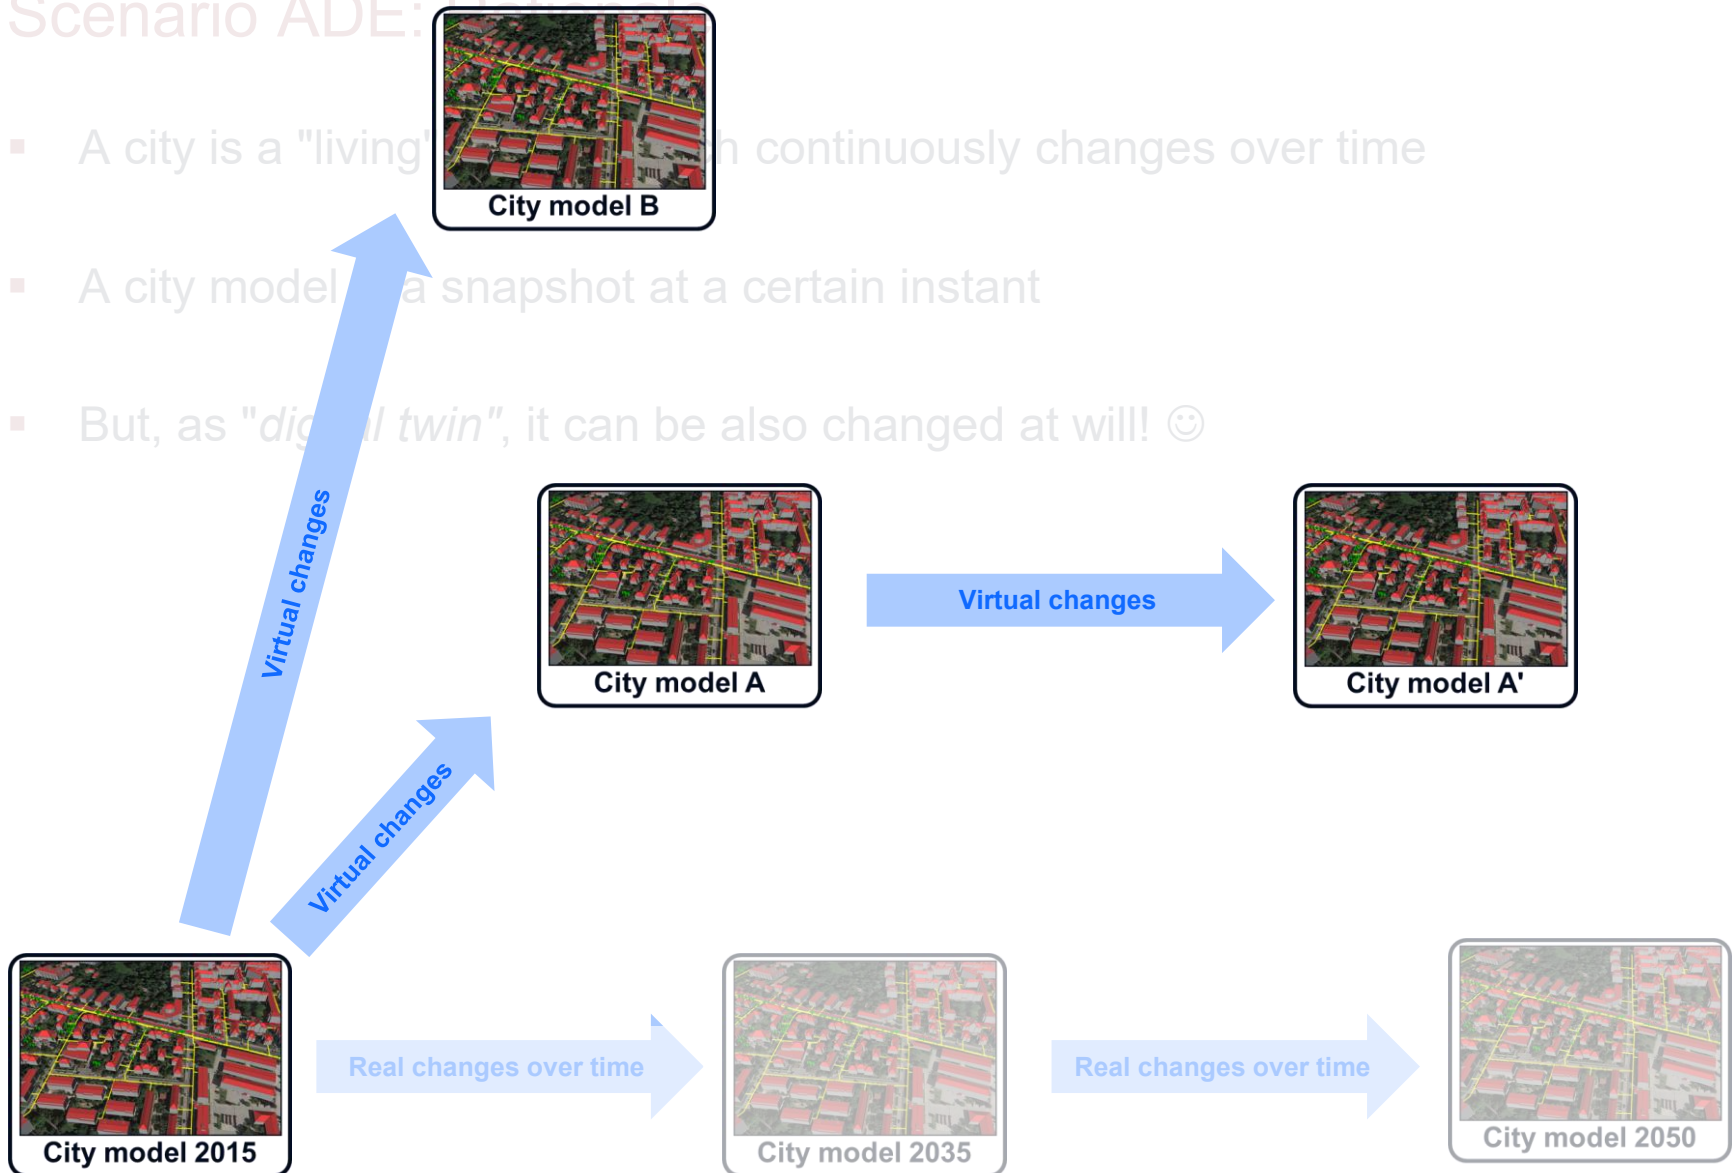 Scenario ADE:
▪ A city is a "living" continuously changes over time
City model B
▪ A city model a snapshot at a certain instant
▪ But, as "digital twin", it can be also changed at will! ☺
Virtual changes
City model A
Virtual changes
City model A'
Virtual changes
City model 2015
Real changes over time
City model 2035
Real changes over time
City model 2050